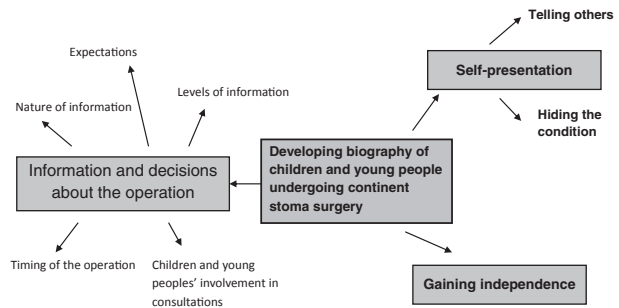 Telling others
Expectations
Self-presentation
Levels of information
Nature of information
Hiding the
condition
Developing biography of
children and young people
undergoing continent
stoma surgery
Information and decisions
about the operation
Timing of the operation
Children and young
peoples' involvement in
consultations
Gaining independence